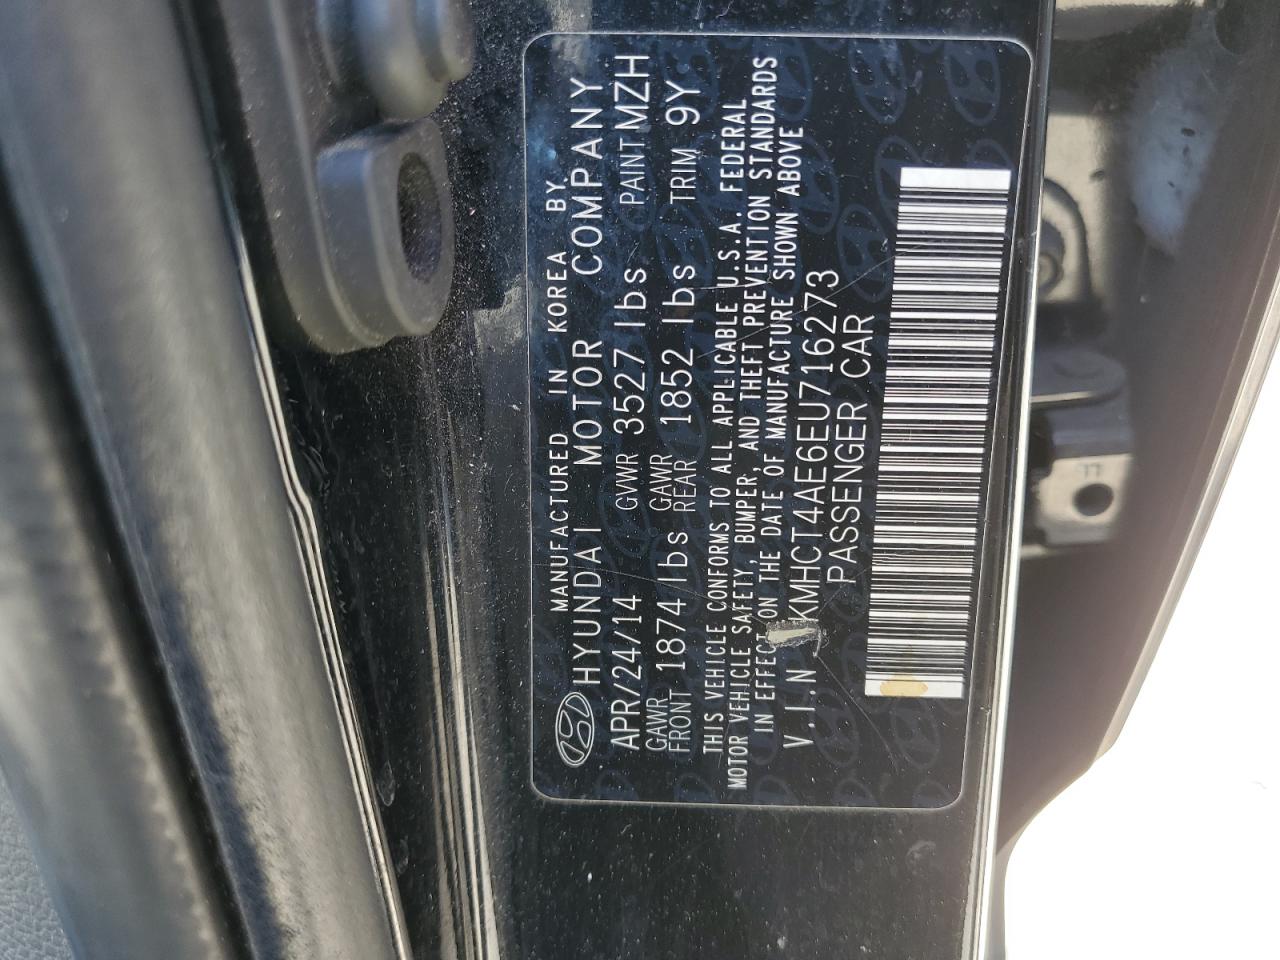 MANUFACTURED IN KOREA BY
HYUNDAI MOTOR COMPANY
APR/24/14 GVWR 3527 lbs PAINT MZH
GAWR FRONT 1874 lbs GAWR REAR 1852 lbs TRIM 9Y
THIS VEHICLE CONFORMS TO ALL APPLICABLE U.S.A. FEDERAL
MOTOR VEHICLE SAFETY, BUMPER, AND THEFT PREVENTION STANDARDS
IN EFFECT ON THE DATE OF MANUFACTURE SHOWN ABOVE
V.I.N KMHCT4AE6EU716273
PASSENGER CAR